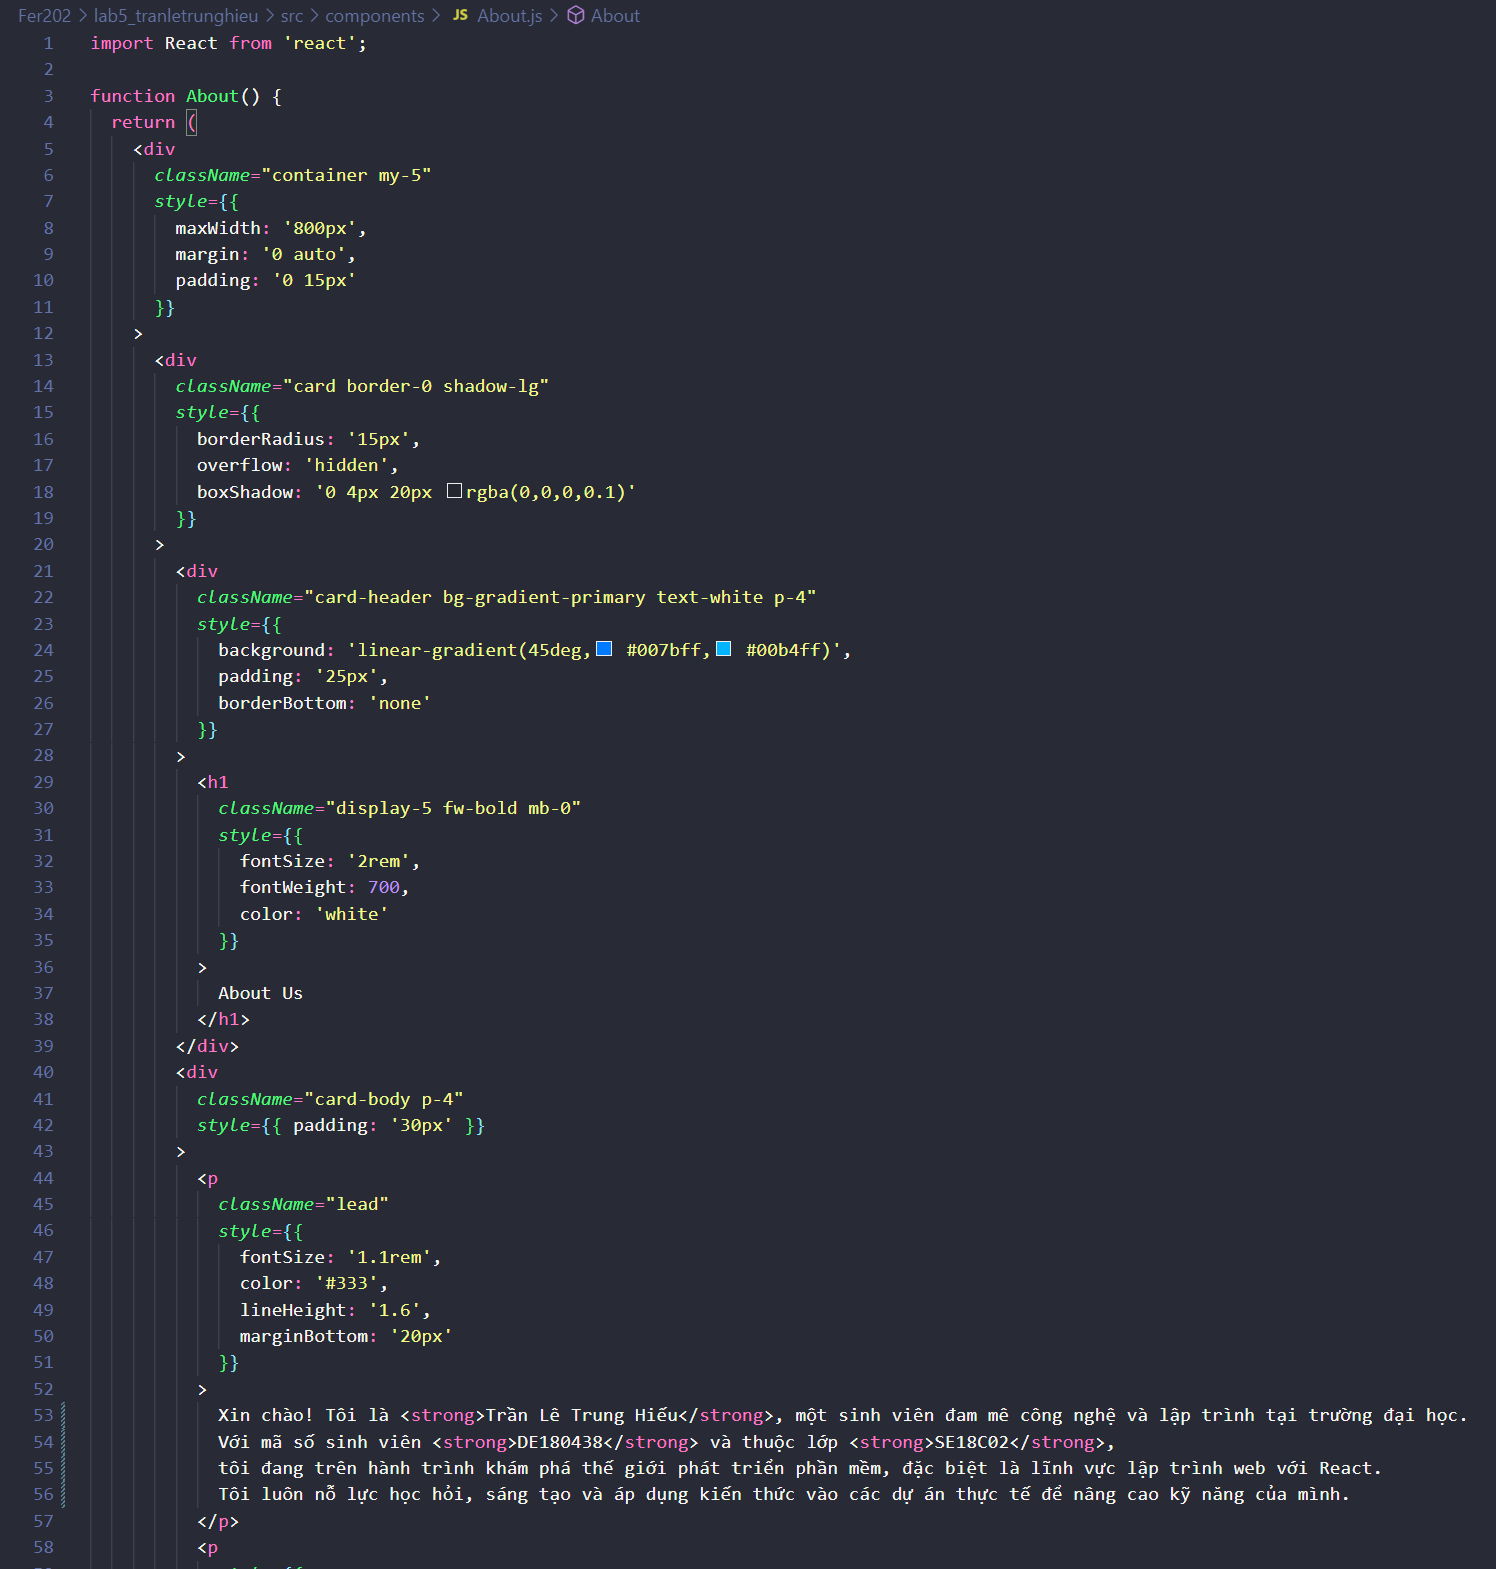 Fer202 > lab5_tranletrunghieu > src > components > JS About.js > About
1 import React from 'react';
2
3 function About() {
4 return (
5 <div
6 className="container my-5"
7 style={{
8 maxWidth: '800px',
9 margin: '0 auto',
10 padding: '0 15px'
11 }}
12 >
13 <div
14 className="card border-0 shadow-lg"
15 style={{
16 borderRadius: '15px',
17 overflow: 'hidden',
18 boxShadow: '0 4px 20px rgba(0,0,0,0.1)'
19 }}
20 >
21 <div
22 className="card-header bg-gradient-primary text-white p-4"
23 style={{
24 background: 'linear-gradient(45deg, #007bff, #00b4ff)',
25 padding: '25px',
26 borderBottom: 'none'
27 }}
28 >
29 <h1
30 className="display-5 fw-bold mb-0"
31 style={{
32 fontSize: '2rem',
33 fontWeight: 700,
34 color: 'white'
35 }}
36 >
37 About Us
38 </h1>
39 </div>
40 <div
41 className="card-body p-4"
42 style={{ padding: '30px' }}
43 >
44 <p
45 className="lead"
46 style={{
47 fontSize: '1.1rem',
48 color: '#333',
49 lineHeight: '1.6',
50 marginBottom: '20px'
51 }}
52 >
53 Xin chào! Tôi là <strong>Trần Lê Trung Hiếu</strong>, một sinh viên đam mê công nghệ và lập trình tại trường đại học.
54 Với mã số sinh viên <strong>DE180438</strong> và thuộc lớp <strong>SE18C02</strong>,
55 tôi đang trên hành trình khám phá thế giới phát triển phần mềm, đặc biệt là lĩnh vực lập trình web với React.
56 Tôi luôn nỗ lực học hỏi, sáng tạo và áp dụng kiến thức vào các dự án thực tế để nâng cao kỹ năng của mình.
57 </p>
58 <p